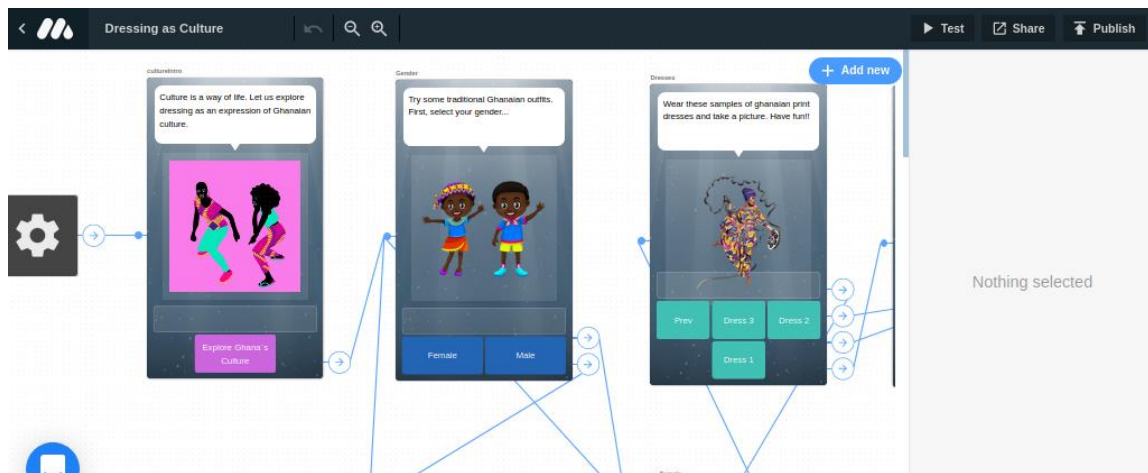 Dressing as Culture
Test
Share
Publish
Add new
cultureIntro
Culture is a way of life. Let us explore
dressing as an expression of Ghanaian
culture.
Explore Ghana`s
Culture
Gender
Try some traditional Ghanaian outfits.
First, select your gender...
Female
Male
Dresses
Wear these samples of ghanaian print
dresses and take a picture. Have fun!!
Prev
Dress 3
Dress 2
Dress 1
Nothing selected